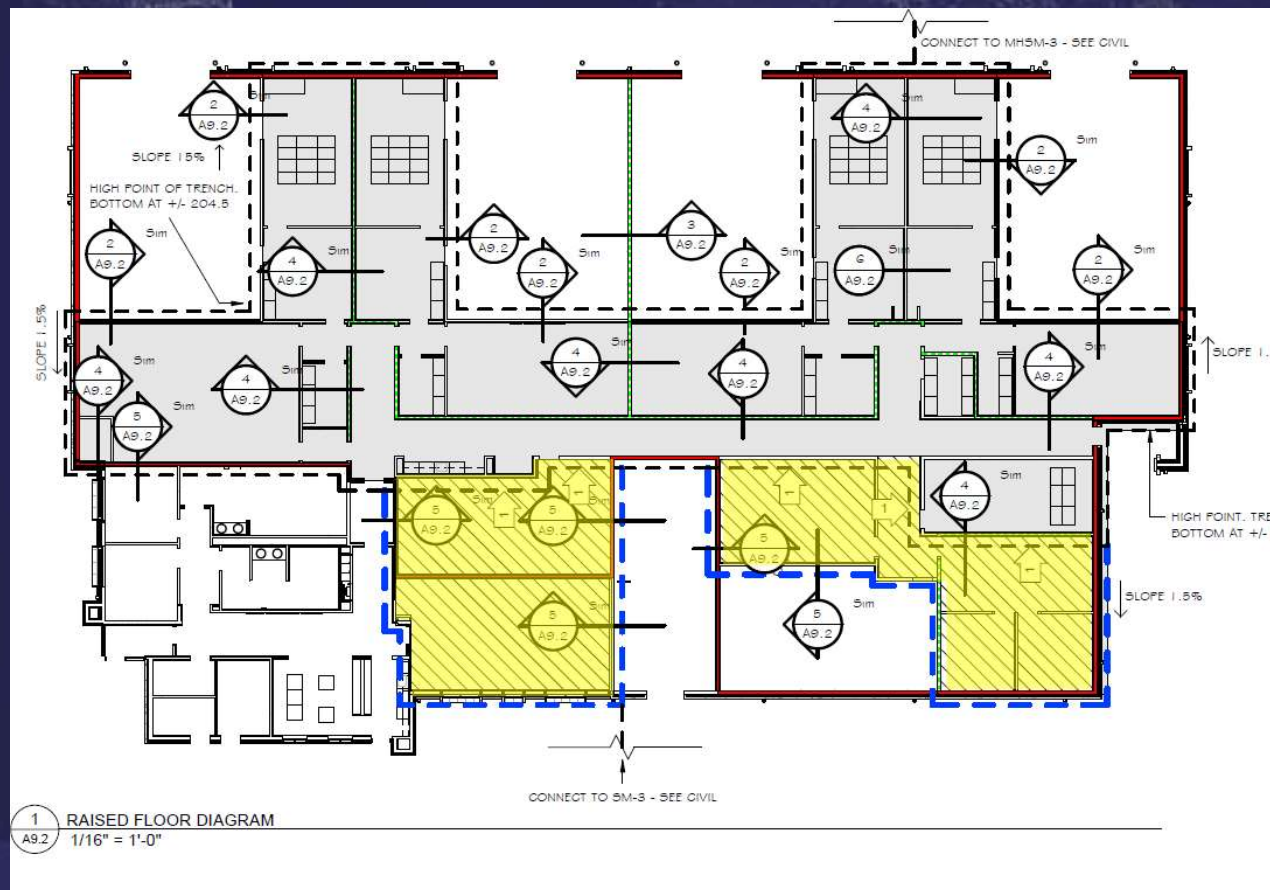 CONNECT TO MHSM-3 - SEE CIVIL
2
A9.2
Sim
4
A9.2
Sim
2
A9.2
Sim
SLOPE 15%
HIGH POINT OF TRENCH.
BOTTOM AT +/- 204.5
2
A9.2
Sim
4
A9.2
Sim
2
A9.2
Sim
2
A9.2
3
A9.2
Sim
2
A9.2
6
A9.2
Sim
2
A9.2
Sim
SLOPE 1.5%
4
A9.2
Sim
5
A9.2
Sim
4
A9.2
Sim
4
A9.2
Sim
4
A9.2
Sim
4
A9.2
Sim
SLOPE 1.
5
A9.2
Sim
5
A9.2
Sim
1
1
1
1
4
A9.2
Sim
HIGH POINT. TRE
BOTTOM AT +/-
5
A9.2
1
5
A9.2
Sim
5
A9.2
Sim
SLOPE 1.5%
CONNECT TO SM-3 - SEE CIVIL
1
A9.2
RAISED FLOOR DIAGRAM
1/16" = 1'-0"